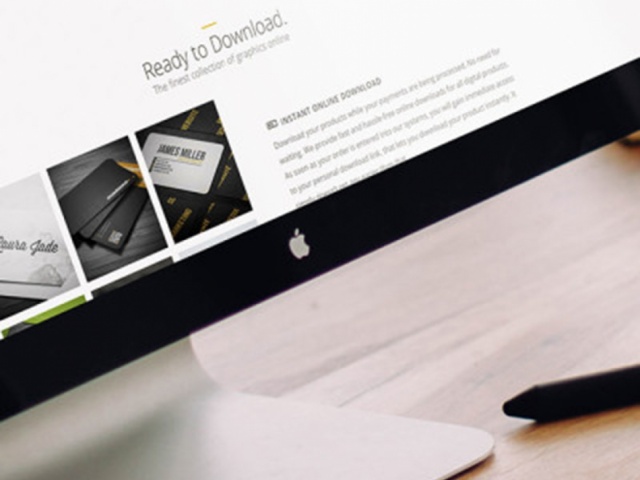 Ready to Download.
The finest collection of graphics online
INSTANT ONLINE DOWNLOAD
Download your products while your payments are being processed. No need for
waiting. We provide fast and hassle-free online downloads for all digital products.
As soon as your order is entered into our systems, you will gain immediate access
to your personal download link, that lets you download your product instantly. It
Laura Jade
JAMES MILLER